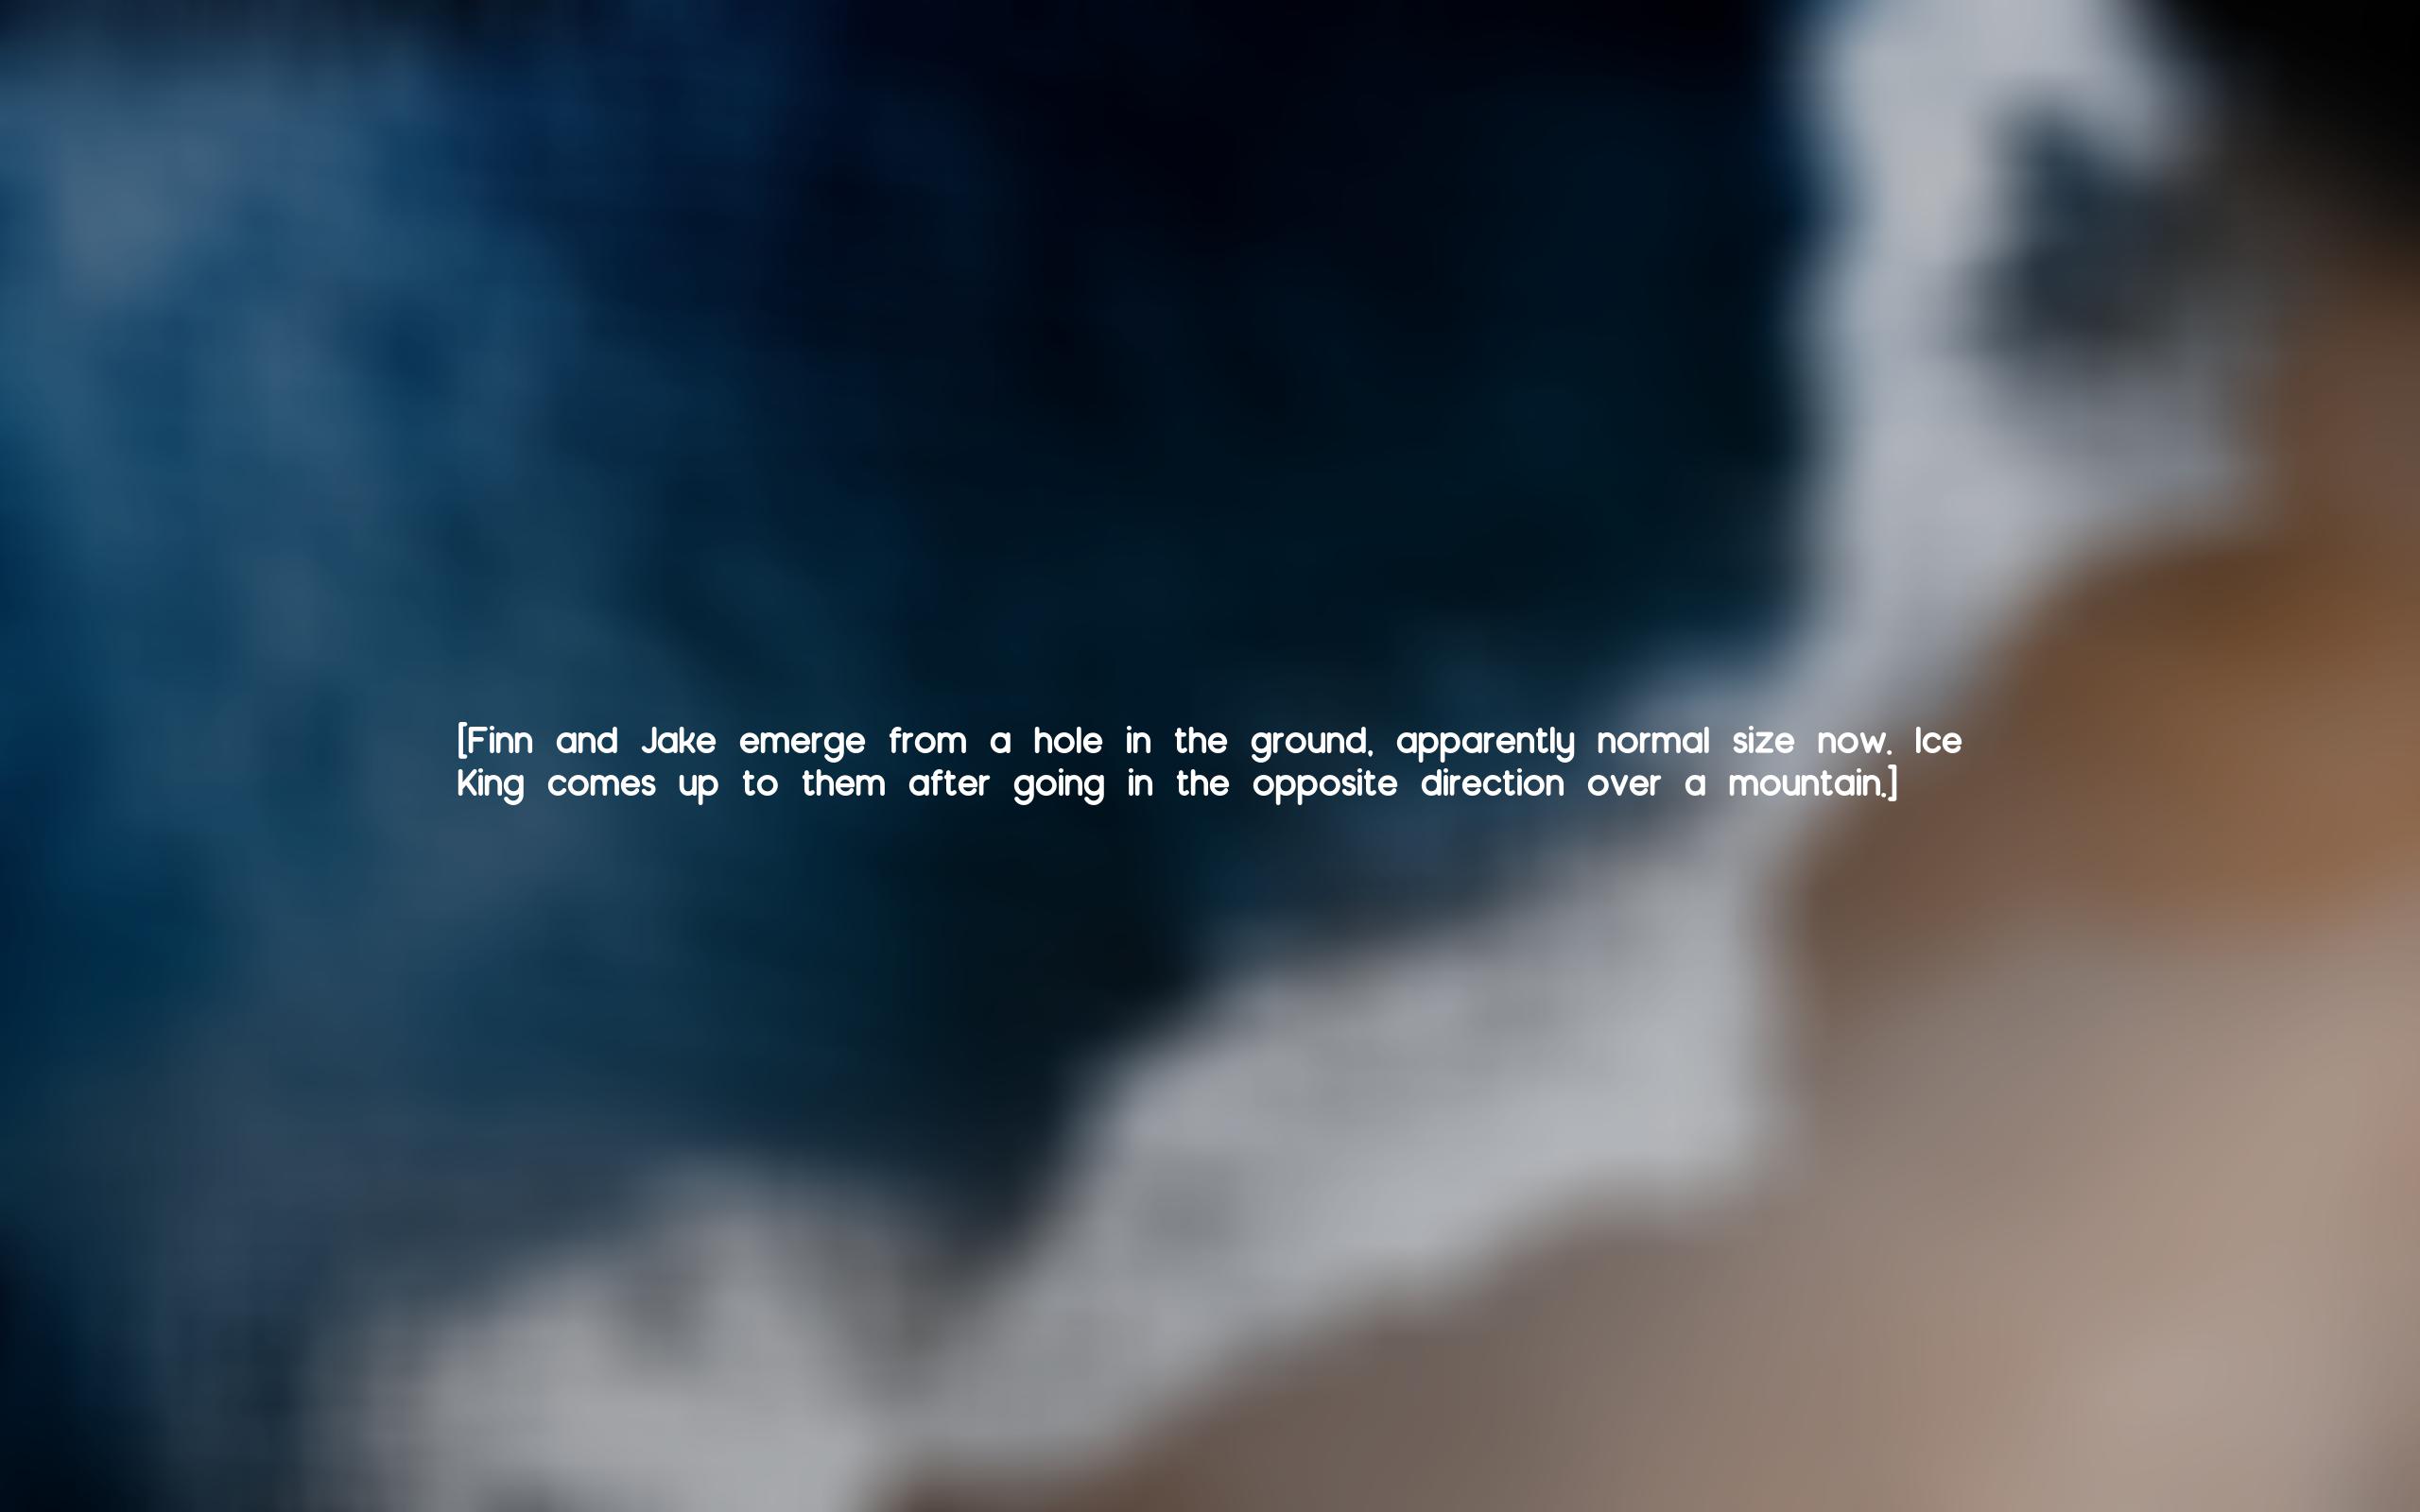 [Finn and Jake emerge from a hole in the ground, apparently normal size now. Ice
King comes up to them after going in the opposite direction over a mountain.]